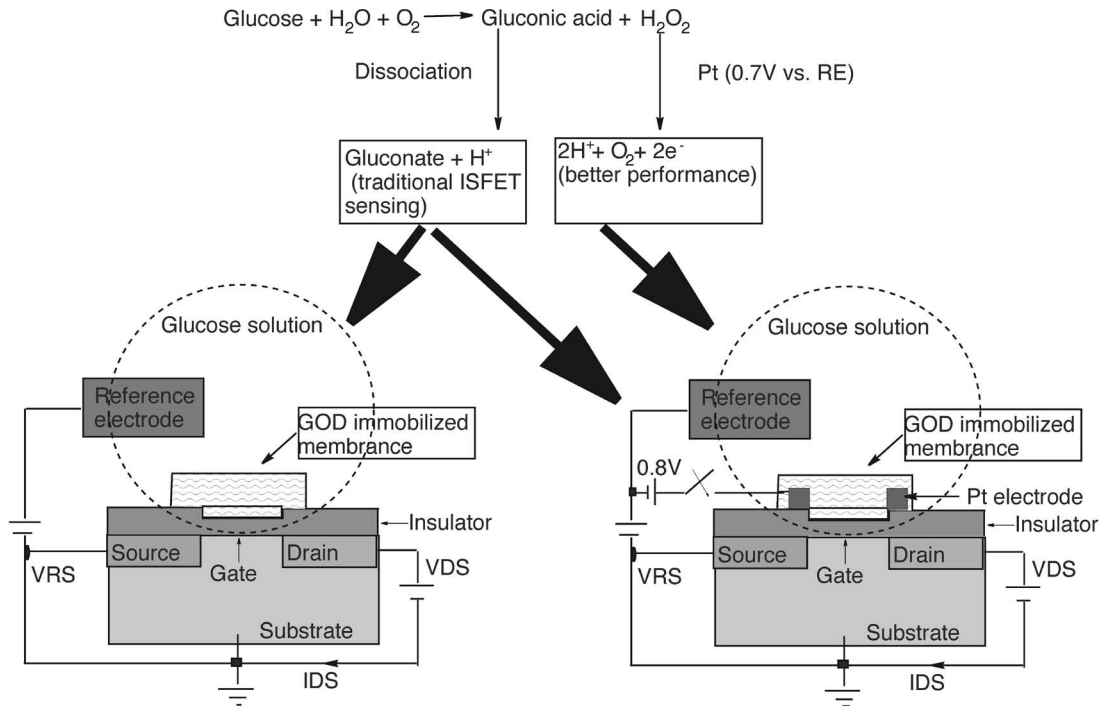 Glucose + H₂O + O₂ → Gluconic acid + H₂O₂
Dissociation
Pt (0.7V vs. RE)
Gluconate + H⁺
(traditional ISFET
sensing)
2H⁺+ O₂+ 2e⁻
(better performance)
Glucose solution
Reference
electrode
GOD immobilized
membrance
Insulator
Source
Drain
Gate
VRS
VDS
Substrate
IDS
Glucose solution
Reference
electrode
GOD immobilized
membrance
0.8V
Pt electrode
Insulator
Source
Drain
Gate
VRS
VDS
Substrate
IDS